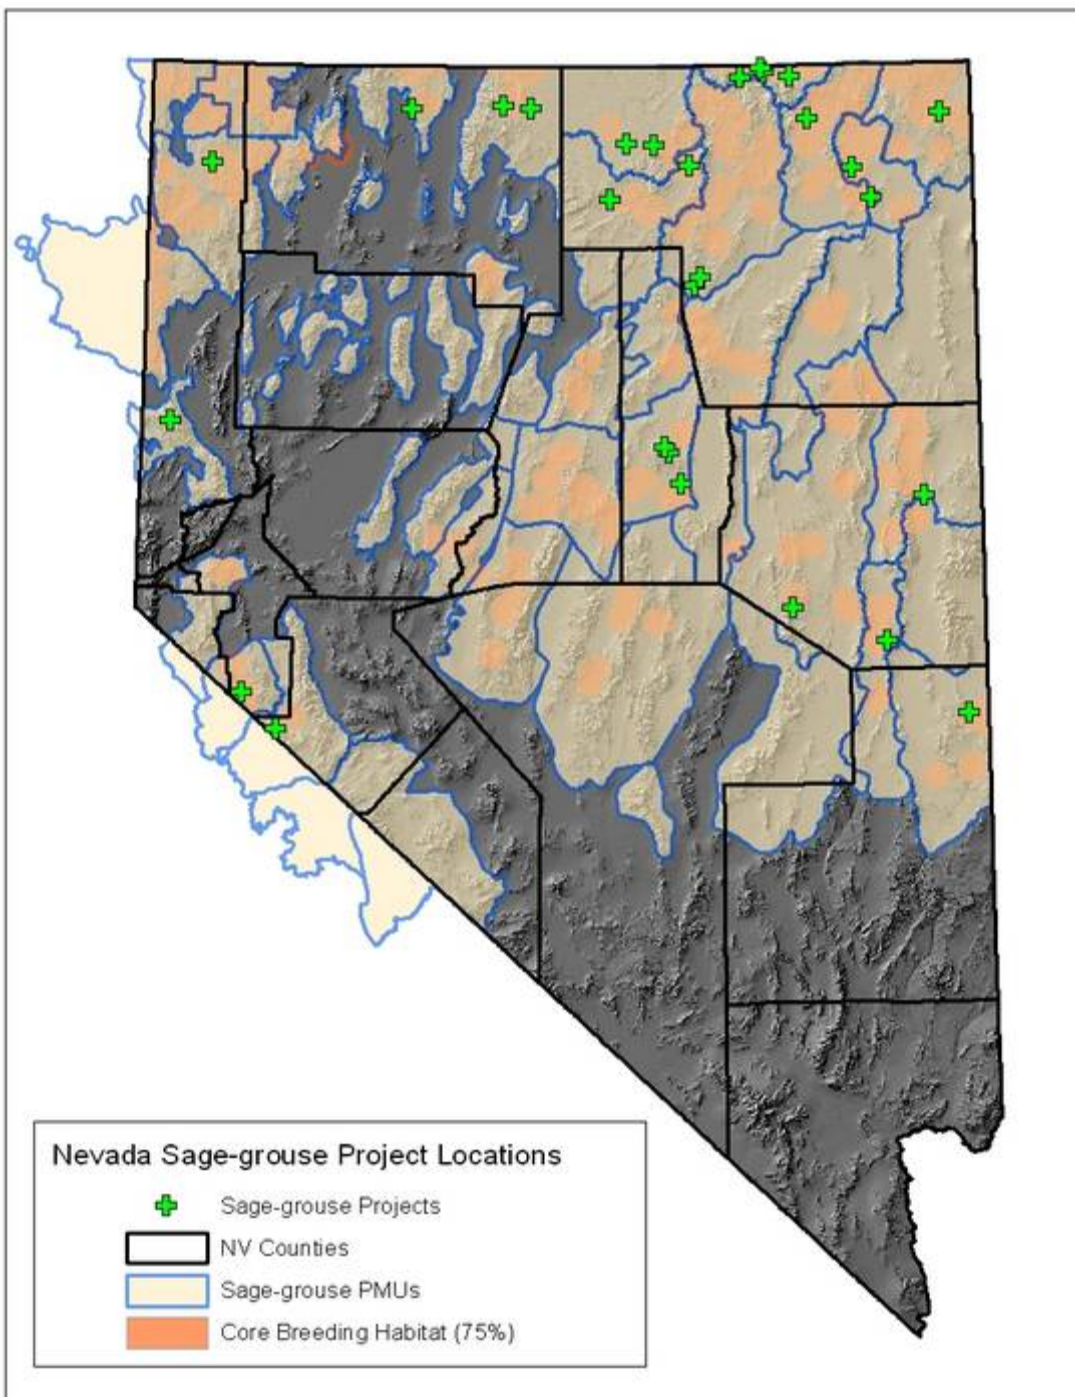 Nevada Sage-grouse Project Locations
Sage-grouse Projects
NV Counties
Sage-grouse PMUs
Core Breeding Habitat (75%)